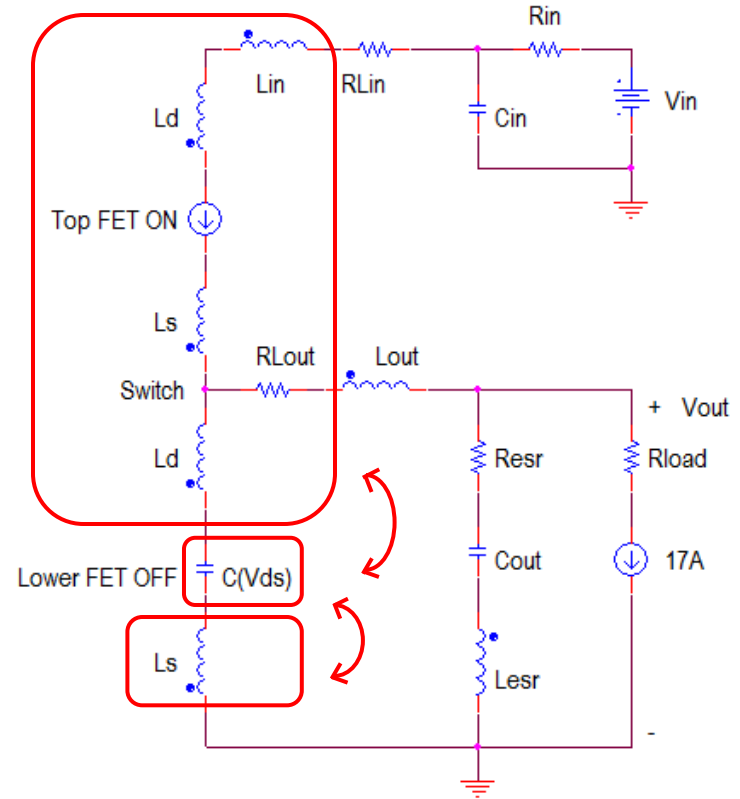 Rin
Lin
RLin
Vin
Cin
Ld
Top FET ON
Ls
RLout
Lout
Switch
+ Vout
Ld
Resr
Rload
Lower FET OFF
C(Vds)
Cout
17A
Ls
Lesr
-